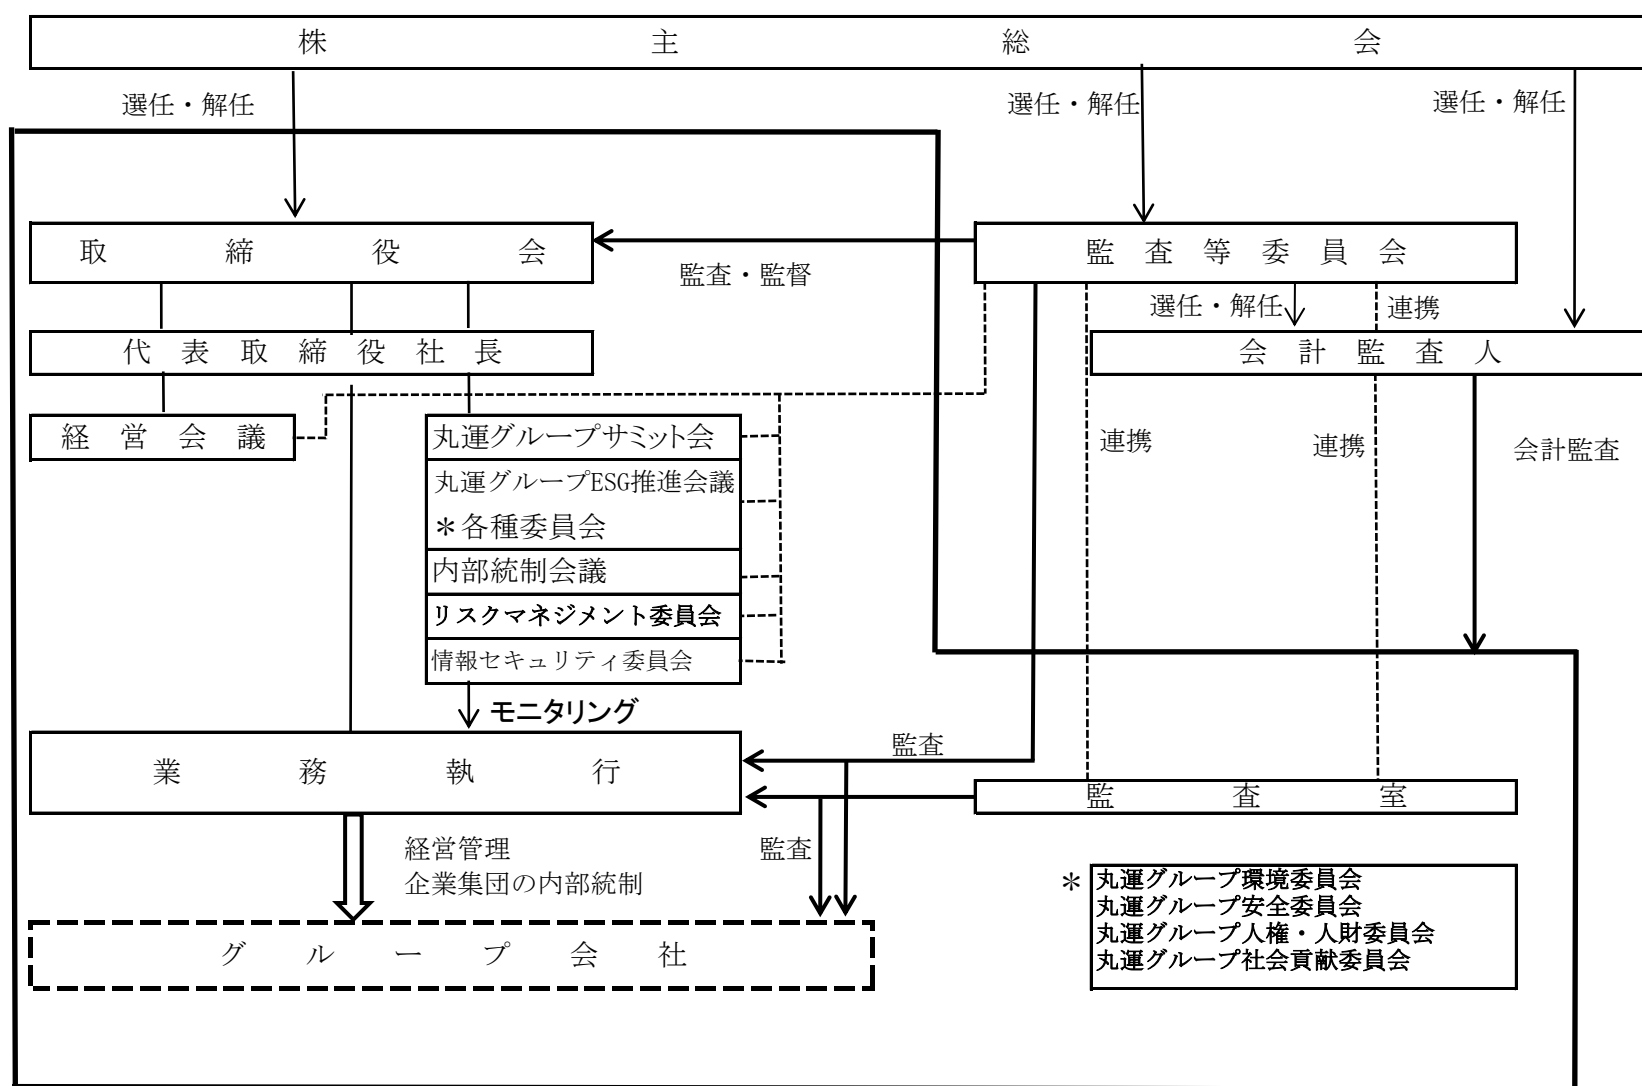 株主総会
選任・解任
選任・解任
選任・解任
取締役会
監査・監督
監査等委員会
選任・解任
連携
代表取締役社長
会計監査人
経営会議
丸運グループサミット会
丸運グループESG推進会議
＊各種委員会
内部統制会議
リスクマネジメント委員会
情報セキュリティ委員会
連携
連携
会計監査
モニタリング
業務執行
監査
監査室
経営管理
企業集団の内部統制
監査
グループ会社
＊
丸運グループ環境委員会
丸運グループ安全委員会
丸運グループ人権・人財委員会
丸運グループ社会貢献委員会